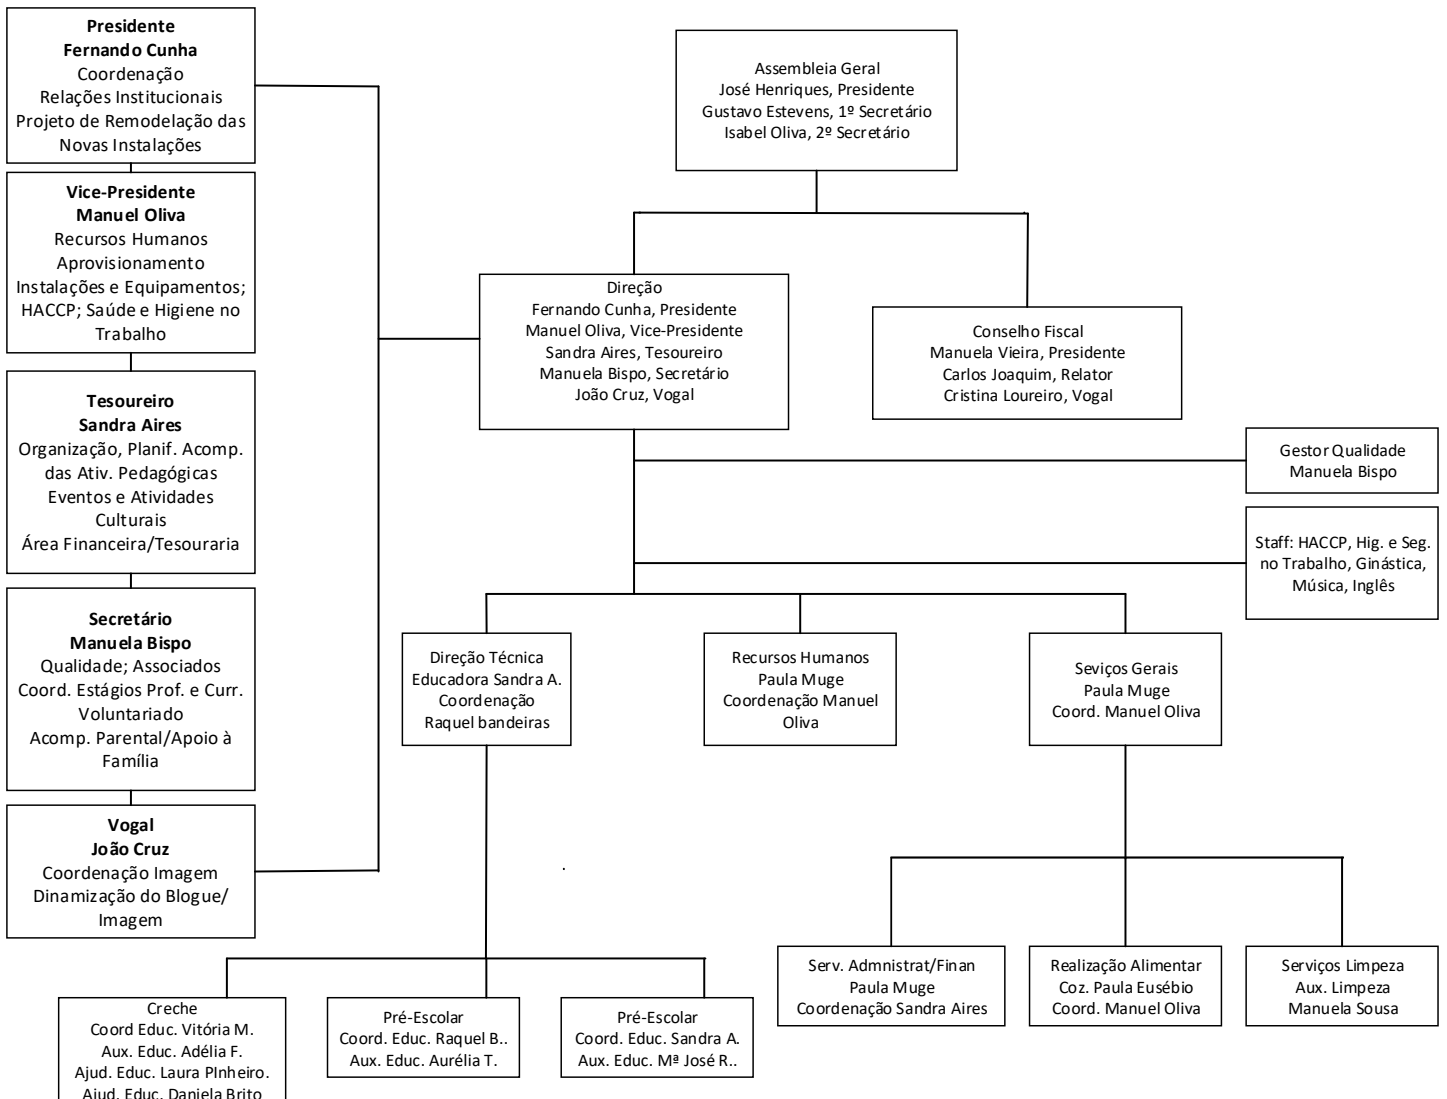 Presidente
Fernando Cunha
Coordenação
Relações Institucionais
Projeto de Remodelação das
Novas Instalações
Vice-Presidente
Manuel Oliva
Recursos Humanos
Aprovisionamento
Instalações e Equipamentos;
HACCP; Saúde e Higiene no
Trabalho
Tesoureiro
Sandra Aires
Organização, Planif. Acomp.
das Ativ. Pedagógicas
Eventos e Atividades
Culturais
Área Financeira/Tesouraria
Secretário
Manuela Bispo
Qualidade; Associados
Coord. Estágios Prof. e Curr.
Voluntariado
Acomp. Parental/Apoio à
Família
Vogal
João Cruz
Coordenação Imagem
Dinamização do Blogue/
Imagem
Assembleia Geral
José Henriques, Presidente
Gustavo Estevens, 1º Secretário
Isabel Oliva, 2º Secretário
Direção
Fernando Cunha, Presidente
Manuel Oliva, Vice-Presidente
Sandra Aires, Tesoureiro
Manuela Bispo, Secretário
João Cruz, Vogal
Conselho Fiscal
Manuela Vieira, Presidente
Carlos Joaquim, Relator
Cristina Loureiro, Vogal
Gestor Qualidade
Manuela Bispo
Staff: HACCP, Hig. e Seg.
no Trabalho, Ginástica,
Música, Inglês
Direção Técnica
Educadora Sandra A.
Coordenação
Raquel bandeiras
Recursos Humanos
Paula Muge
Coordenação Manuel
Oliva
Seviços Gerais
Paula Muge
Coord. Manuel Oliva
Serv. Admnistrat/Finan
Paula Muge
Coordenação Sandra Aires
Realização Alimentar
Coz. Paula Eusébio
Coord. Manuel Oliva
Serviços Limpeza
Aux. Limpeza
Manuela Sousa
Creche
Coord Educ. Vitória M.
Aux. Educ. Adélia F.
Ajud. Educ. Laura PInheiro.
Ajud. Educ. Daniela Brito
Pré-Escolar
Coord. Educ. Raquel B..
Aux. Educ. Aurélia T.
Pré-Escolar
Coord. Educ. Sandra A.
Aux. Educ. Mª José R..